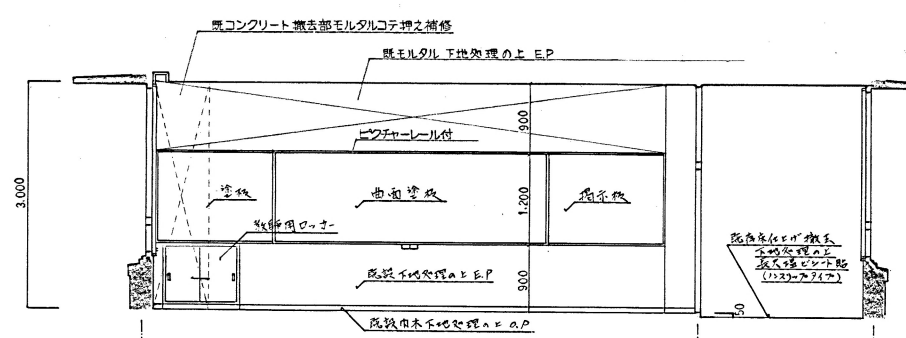 既コンクリート撤去部モルタルコテ押え補修
既モルタル下地処理の上 E.P
900
ピクチャーレール付
3.000
塗板
曲面塗板
1.200
掲示板
教師用ロッカー
既存床仕上げ撤去
下地処理の上
長尺塩ビシート貼
(ノンスリップタイプ)
既設下地処理の上 E.P
900
50
既設巾木下地処理の上 O.P